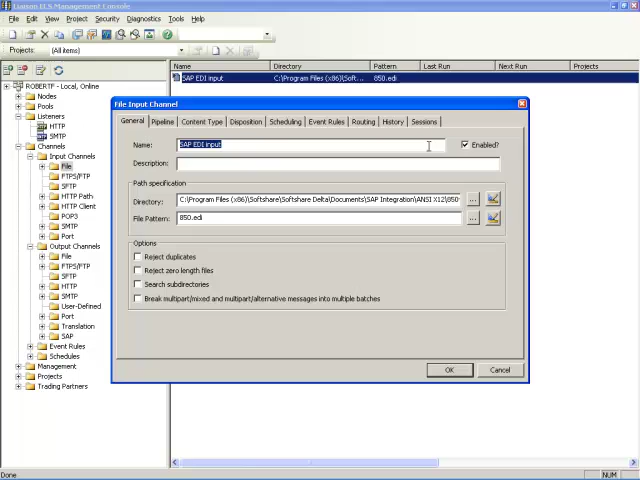 Liaison ECS Management Console
File Edit View Project Security Diagnostics Tools Help
Projects: (All items)
ROBERTF - Local, Online
Nodes
Pools
Listeners
HTTP
SMTP
Channels
Input Channels
File
FTPS/FTP
SFTP
HTTP Path
HTTP Client
POP3
SMTP
Port
Output Channels
File
FTPS/FTP
SFTP
HTTP
SMTP
User-Defined
Port
Translation
SAP
Event Rules
Schedules
Management
Projects
Trading Partners
Name Directory Pattern Last Run Next Run Projects
SAP EDI input C:\Program Files (x86)\Soft... 850.edi
File Input Channel
General Pipeline Content Type Disposition Scheduling Event Rules Routing History Sessions
Name: SAP EDI input Enabled?
Description:
Path specification
Directory: C:\Program Files (x86)\Softshare\Softshare Delta\Documents\SAP Integration\ANSI X12\850 ...
File Pattern: 850.edi ...
Options
Reject duplicates
Reject zero length files
Search subdirectories
Break multipart/mixed and multipart/alternative messages into multiple batches
OK Cancel
Done NUM